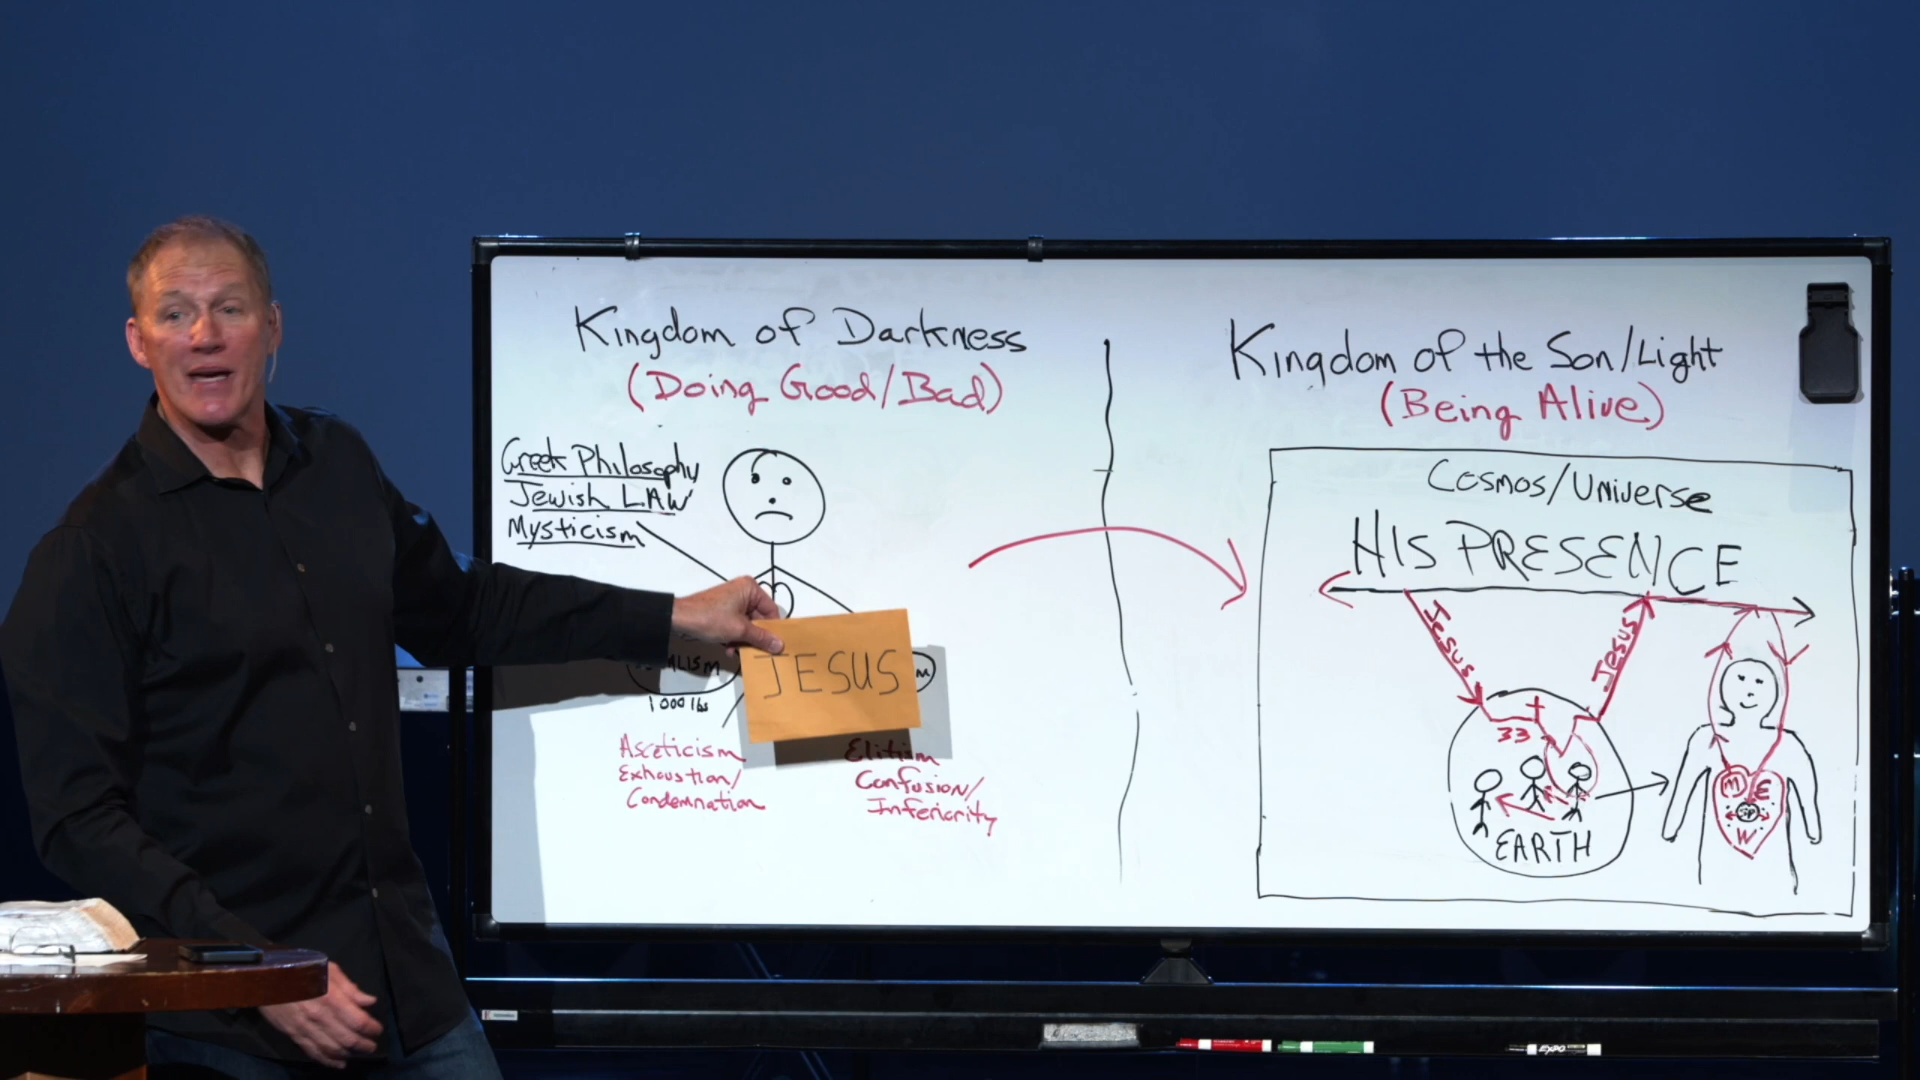 Kingdom of Darkness
(Doing Good/Bad)
Greek Philosophy
Jewish LAW
Mysticism
JESUS
1000 lbs
Asceticism
Exhaustion/
Condemnation
Elitism
Confusion/
Inferiority
Kingdom of the Son/Light
(Being Alive)
Cosmos/Universe
HIS PRESENCE
Jesus
Jesus
33
EARTH
M
E
W
EXPO